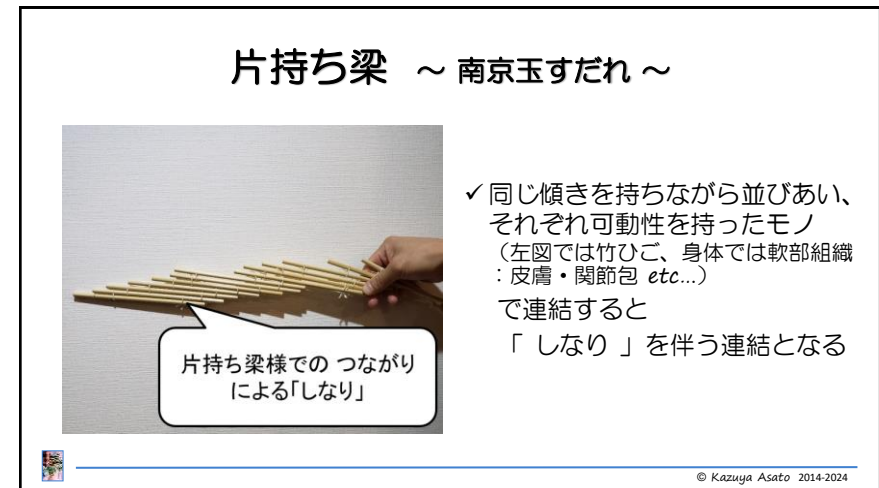 片持ち梁 ～ 南京玉すだれ ～
✓ 同じ傾きを持ちながら並びあい、
それぞれ可動性を持ったモノ
（左図では竹ひご、身体では軟部組織
：皮膚・関節包 etc…）
で連結すると
「 しなり 」を伴う連結となる
片持ち梁様での つながり
による「しなり」
© Kazuya Asato 2014-2024